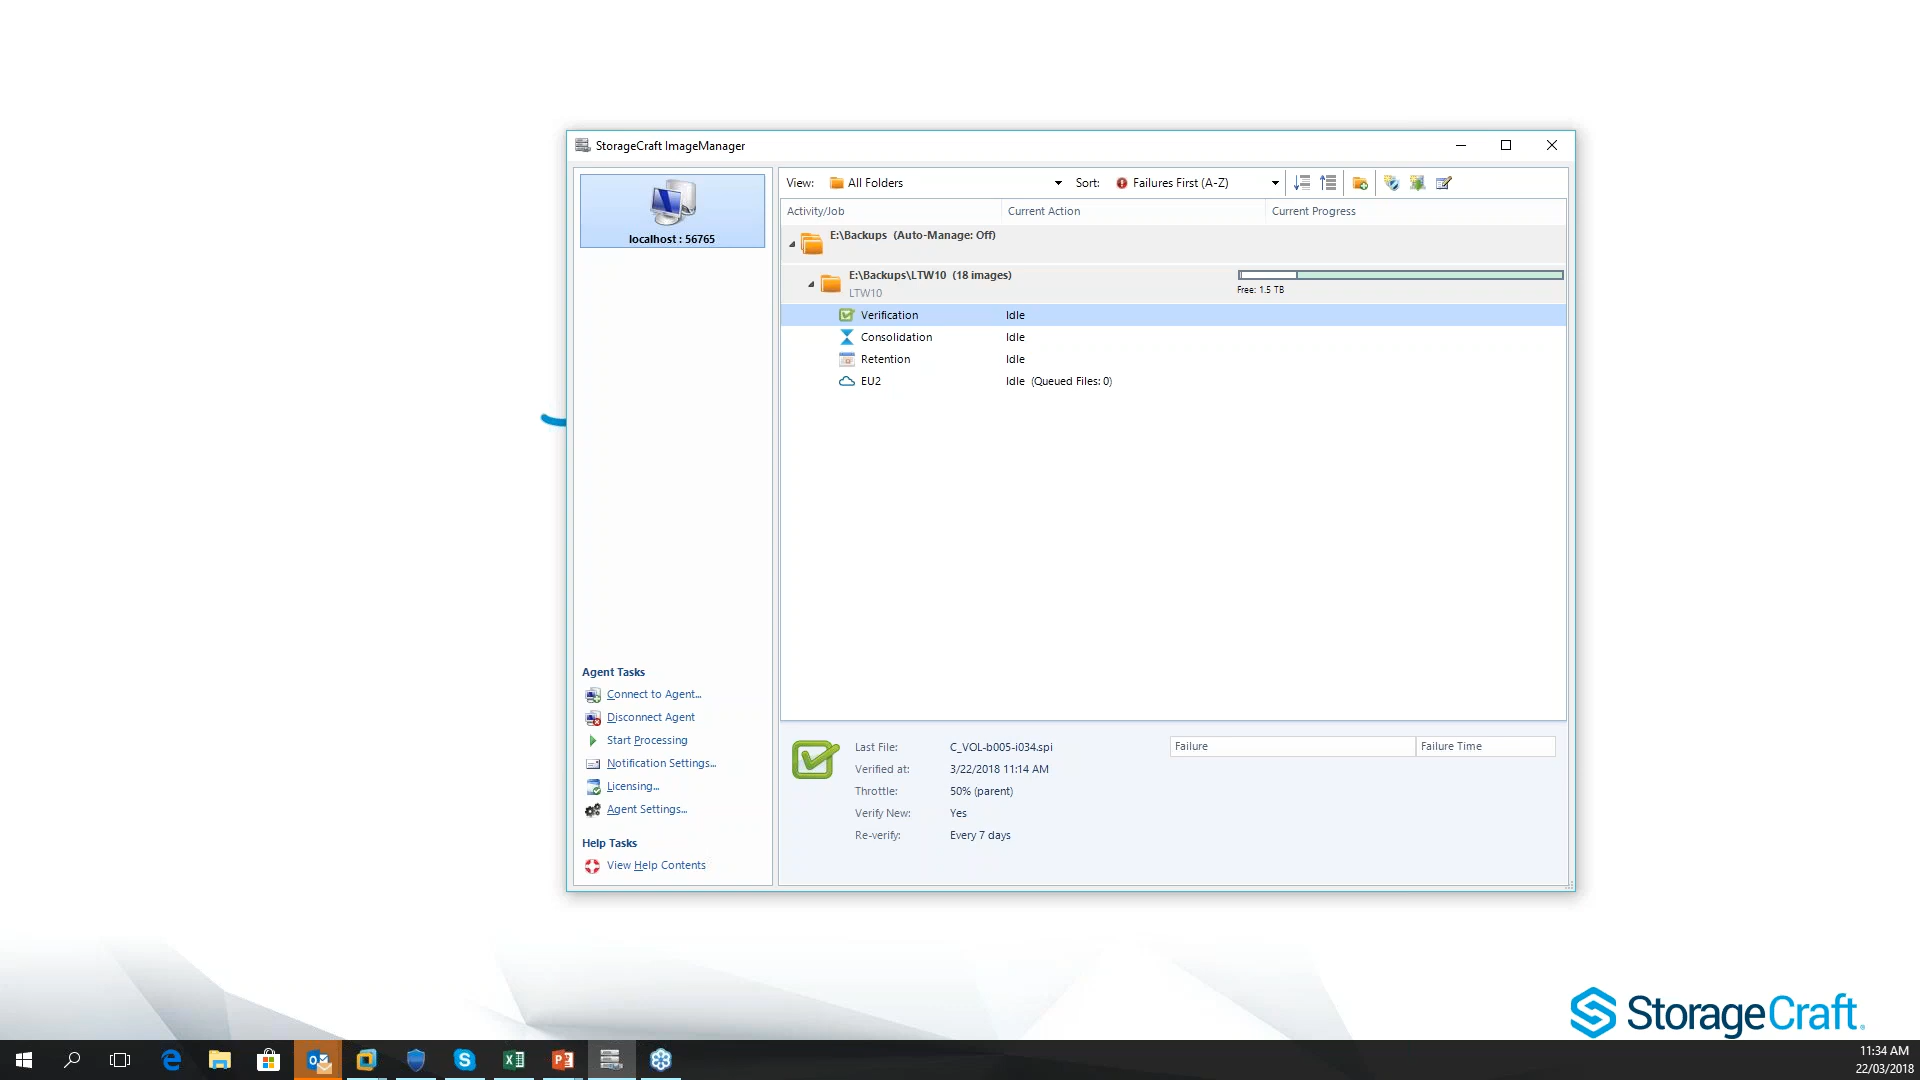 StorageCraft ImageManager
localhost : 56765
View: All Folders Sort: Failures First (A-Z)
Activity/Job Current Action Current Progress
E:\Backups (Auto-Manage: Off)
E:\Backups\LTW10 (18 images)
LTW10
Free: 1.5 TB
Verification Idle
Consolidation Idle
Retention Idle
EU2 Idle (Queued Files: 0)
Agent Tasks
Connect to Agent...
Disconnect Agent
Start Processing
Notification Settings...
Licensing...
Agent Settings...
Help Tasks
View Help Contents
Last File: C_VOL-b005-i034.spi
Verified at: 3/22/2018 11:14 AM
Throttle: 50% (parent)
Verify New: Yes
Re-verify: Every 7 days
Failure Failure Time
StorageCraft.
11:34 AM
22/03/2018